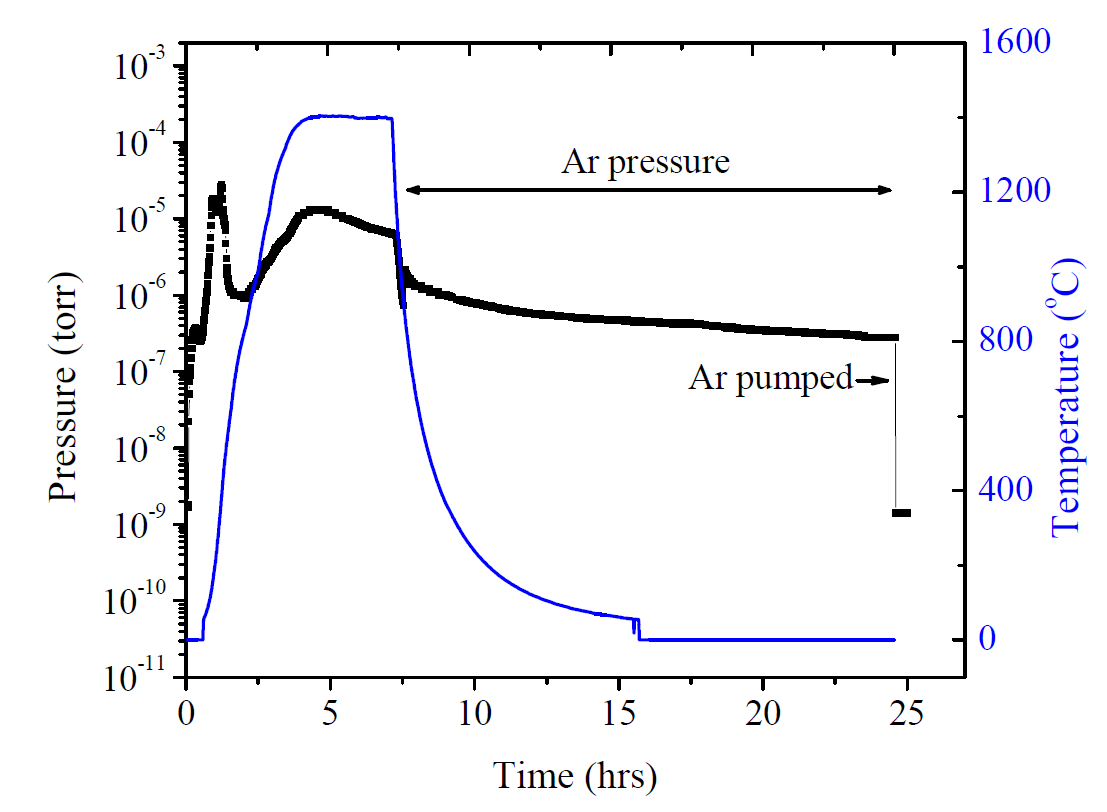 10⁻³
10⁻⁴
10⁻⁵
10⁻⁶
10⁻⁷
10⁻⁸
10⁻⁹
10⁻¹⁰
10⁻¹¹
Pressure (torr)
Ar pressure
Ar pumped
1600
1200
800
400
0
Temperature (°C)
0 5 10 15 20 25
Time (hrs)